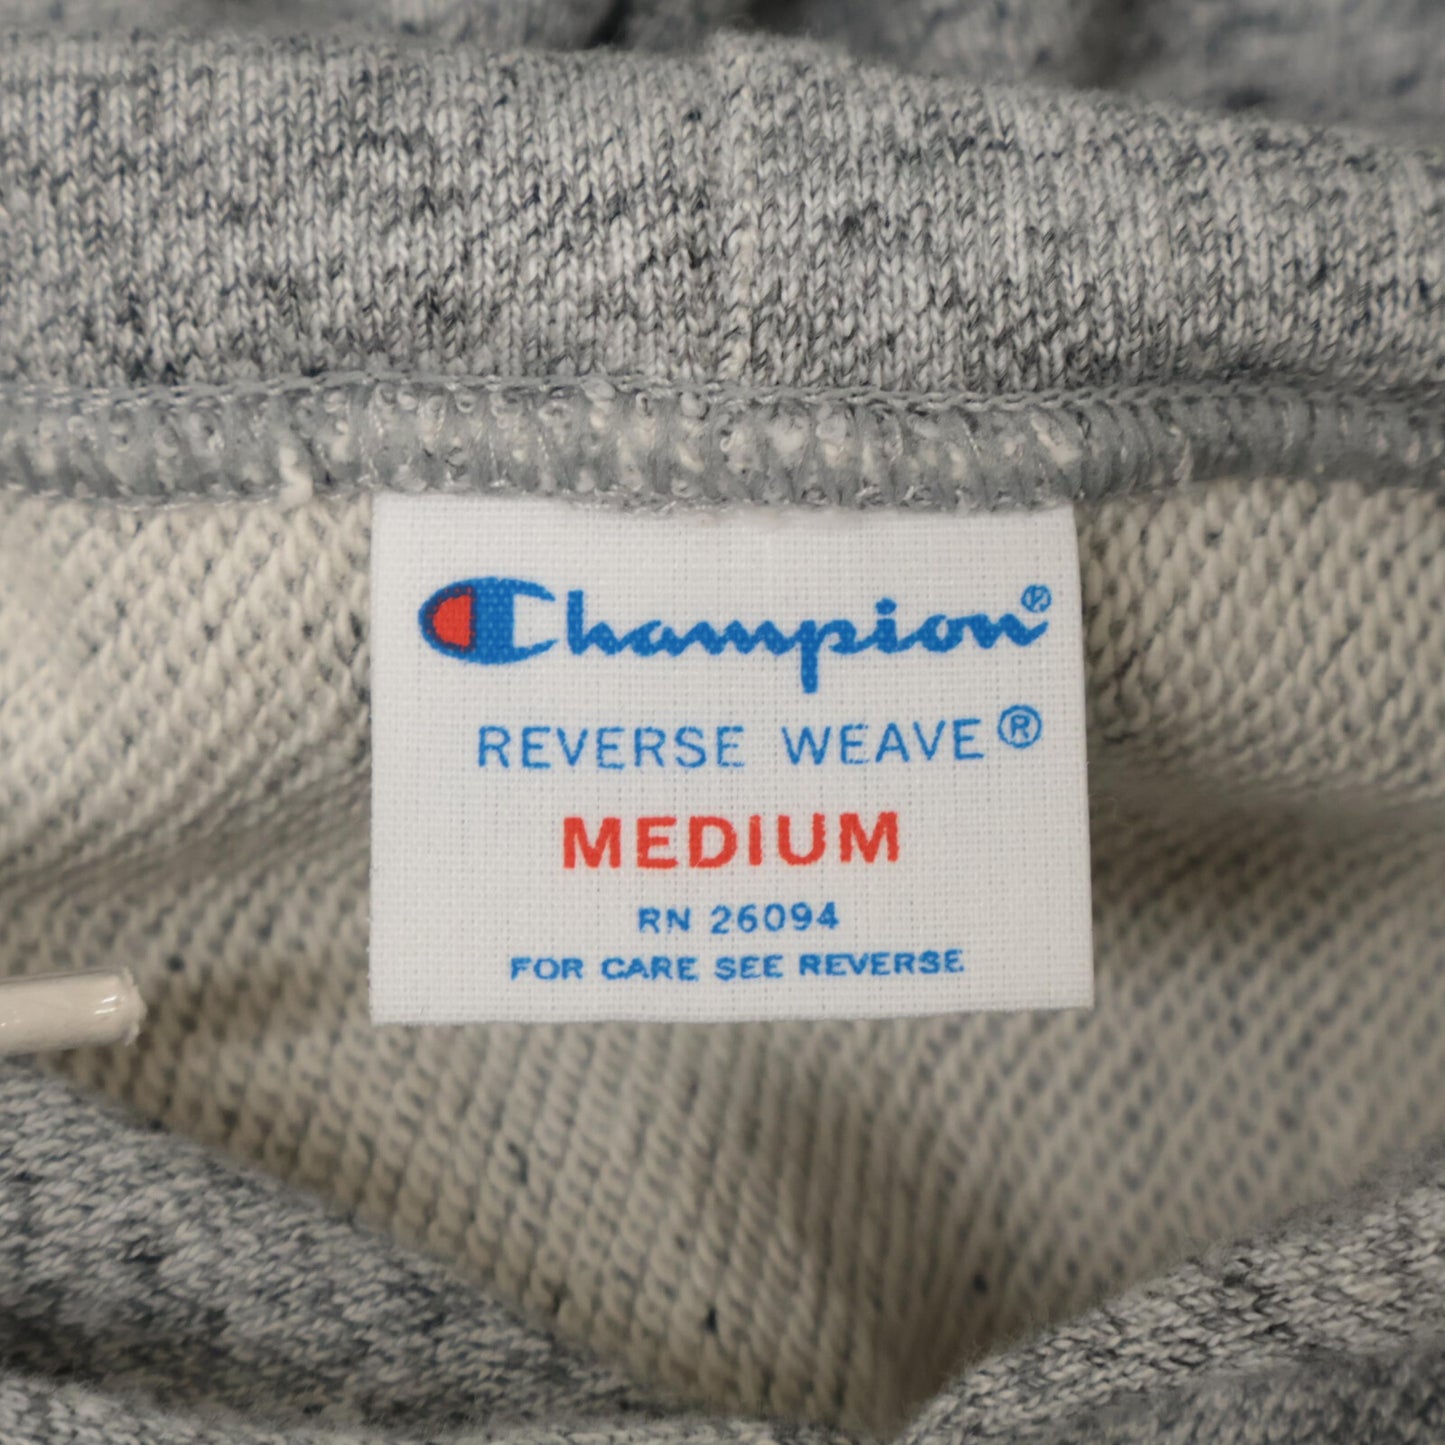 Champion®
REVERSE WEAVE®
MEDIUM
RN 26094
FOR CARE SEE REVERSE